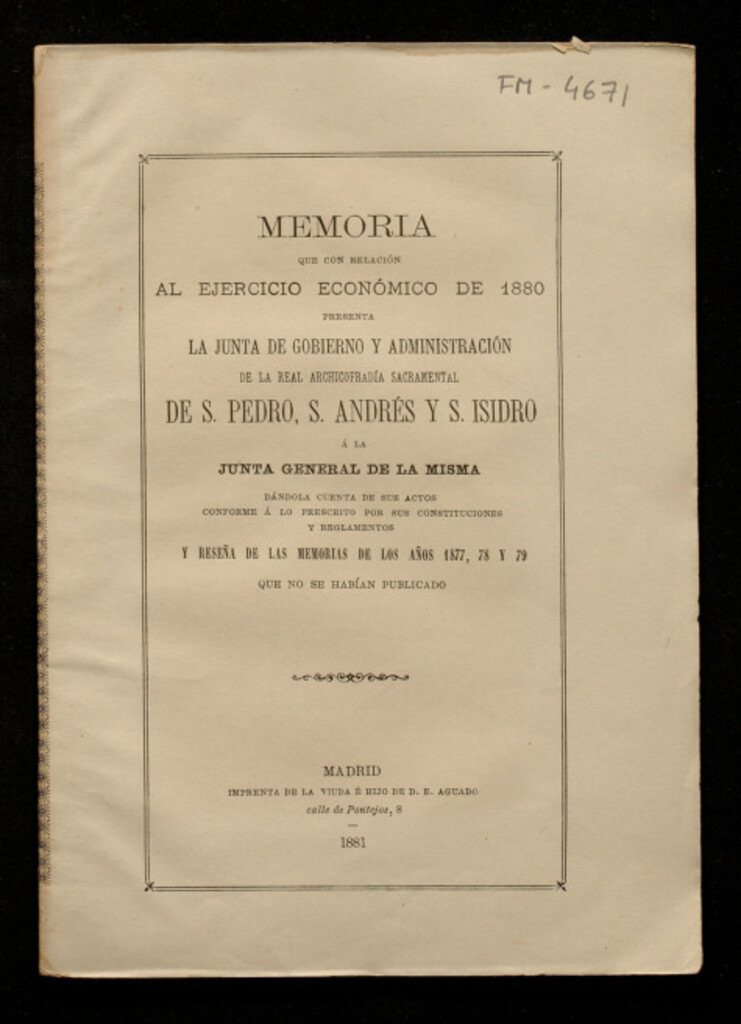 FM - 4671
MEMORIA
QUE CON RELACIÓN
AL EJERCICIO ECONÓMICO DE 1880
PRESENTA
LA JUNTA DE GOBIERNO Y ADMINISTRACIÓN
DE LA REAL ARCHICOFRADÍA SACRAMENTAL
DE S. PEDRO, S. ANDRÉS Y S. ISIDRO
Á LA
JUNTA GENERAL DE LA MISMA
DÁNDOLA CUENTA DE SUS ACTOS
CONFORME Á LO PRESCRITO POR SUS CONSTITUCIONES
Y REGLAMENTOS
Y RESEÑA DE LAS MEMORIAS DE LOS AÑOS 1877, 78 Y 79
QUE NO SE HABÍAN PUBLICADO
MADRID
IMPRENTA DE LA VIUDA É HIJO DE D. E. AGUADO
calle de Pontejos, 8
1881